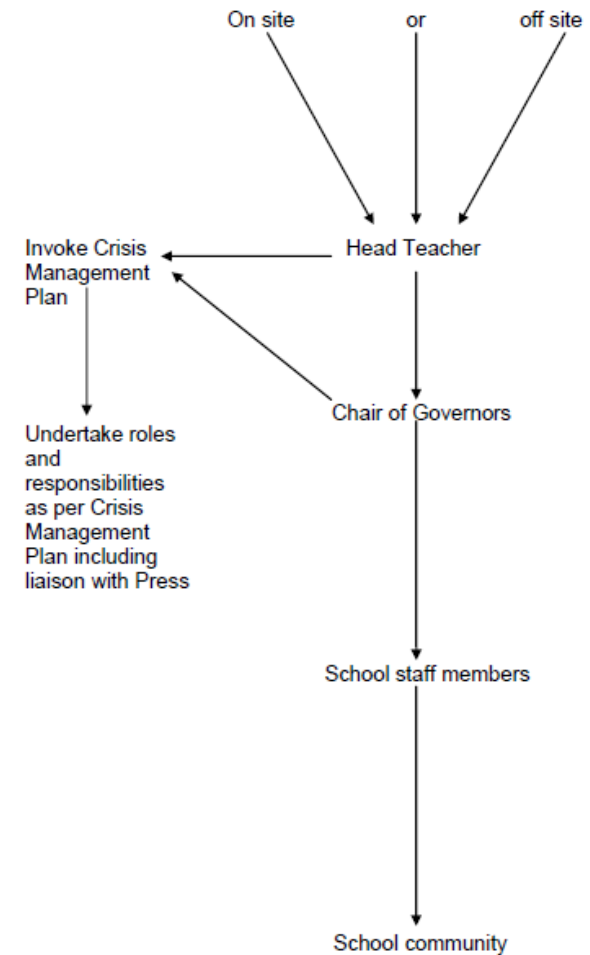 On site or off site
Invoke Crisis
Management
Plan
Head Teacher
Chair of Governors
Undertake roles
and
responsibilities
as per Crisis
Management
Plan including
liaison with Press
School staff members
School community